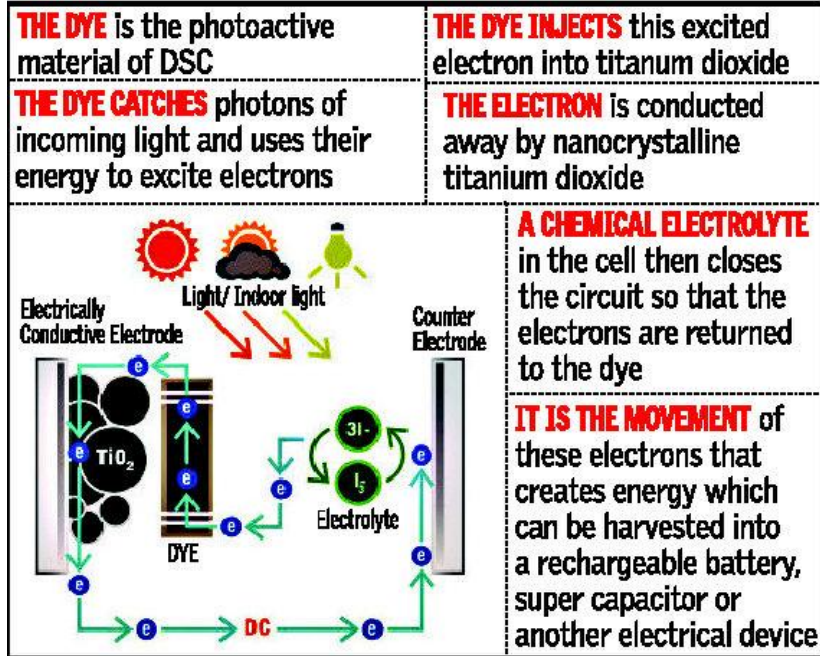 THE DYE is the photoactive
material of DSC
THE DYE CATCHES photons of
incoming light and uses their
energy to excite electrons
THE DYE INJECTS this excited
electron into titanum dioxide
THE ELECTRON is conducted
away by nanocrystalline
titanium dioxide
Light/ Indoor light
Electrically
Conductive Electrode
Counter
Electrode
e
e
e
TiO2
e
e
e
e
DYE
3I-
I3-
Electrolyte
e
e
e
e
DC
e
A CHEMICAL ELECTROLYTE
in the cell then closes
the circuit so that the
electrons are returned
to the dye
IT IS THE MOVEMENT of
these electrons that
creates energy which
can be harvested into
a rechargeable battery,
super capacitor or
another electrical device